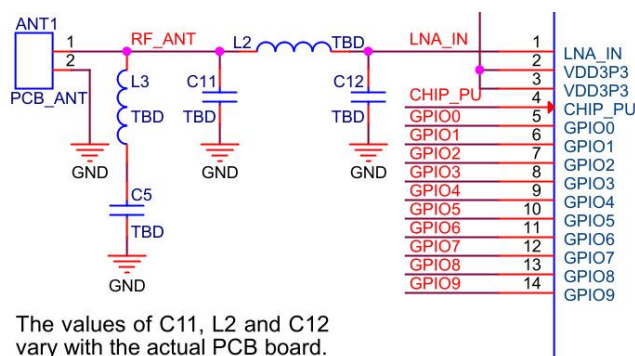 ANT1
1
2
PCB_ANT
RF_ANT
L2
TBD
LNA_IN
L3
TBD
C11
TBD
C12
TBD
GND
GND
GND
C5
TBD
GND
CHIP_PU
GPIO0
GPIO1
GPIO2
GPIO3
GPIO4
GPIO5
GPIO6
GPIO7
GPIO8
GPIO9
1
2
3
4
5
6
7
8
9
10
11
12
13
14
LNA_IN
VDD3P3
VDD3P3
CHIP_PU
GPIO0
GPIO1
GPIO2
GPIO3
GPIO4
GPIO5
GPIO6
GPIO7
GPIO8
GPIO9
The values of C11, L2 and C12
vary with the actual PCB board.